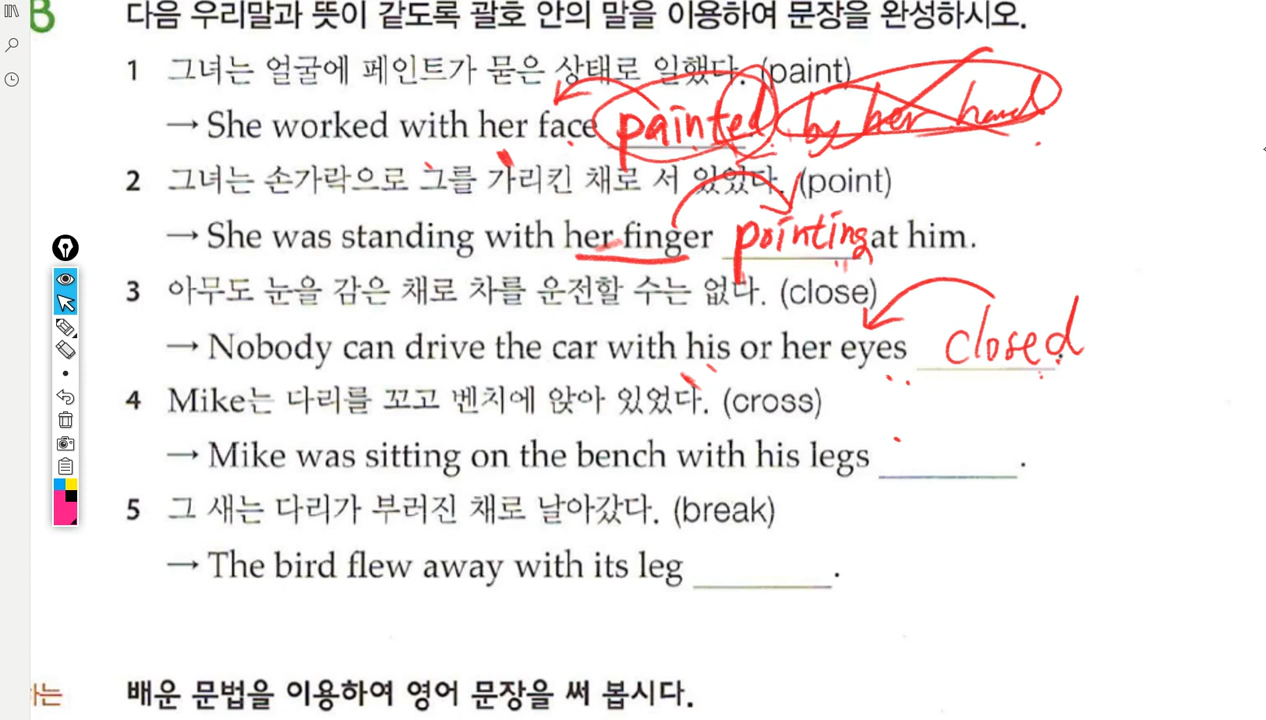 B
다음 우리말과 뜻이 같도록 괄호 안의 말을 이용하여 문장을 완성하시오.
1 그녀는 얼굴에 페인트가 묻은 상태로 일했다. (paint)
→ She worked with her face painted by her hand
2 그녀는 손가락으로 그를 가리킨 채로 서 있었다. (point)
→ She was standing with her finger pointing at him.
3 아무도 눈을 감은 채로 차를 운전할 수는 없다. (close)
→ Nobody can drive the car with his or her eyes closed.
4 Mike는 다리를 꼬고 벤치에 앉아 있었다. (cross)
→ Mike was sitting on the bench with his legs ________.
5 그 새는 다리가 부러진 채로 날아갔다. (break)
→ The bird flew away with its leg ________.
하는 배운 문법을 이용하여 영어 문장을 써 봅시다.